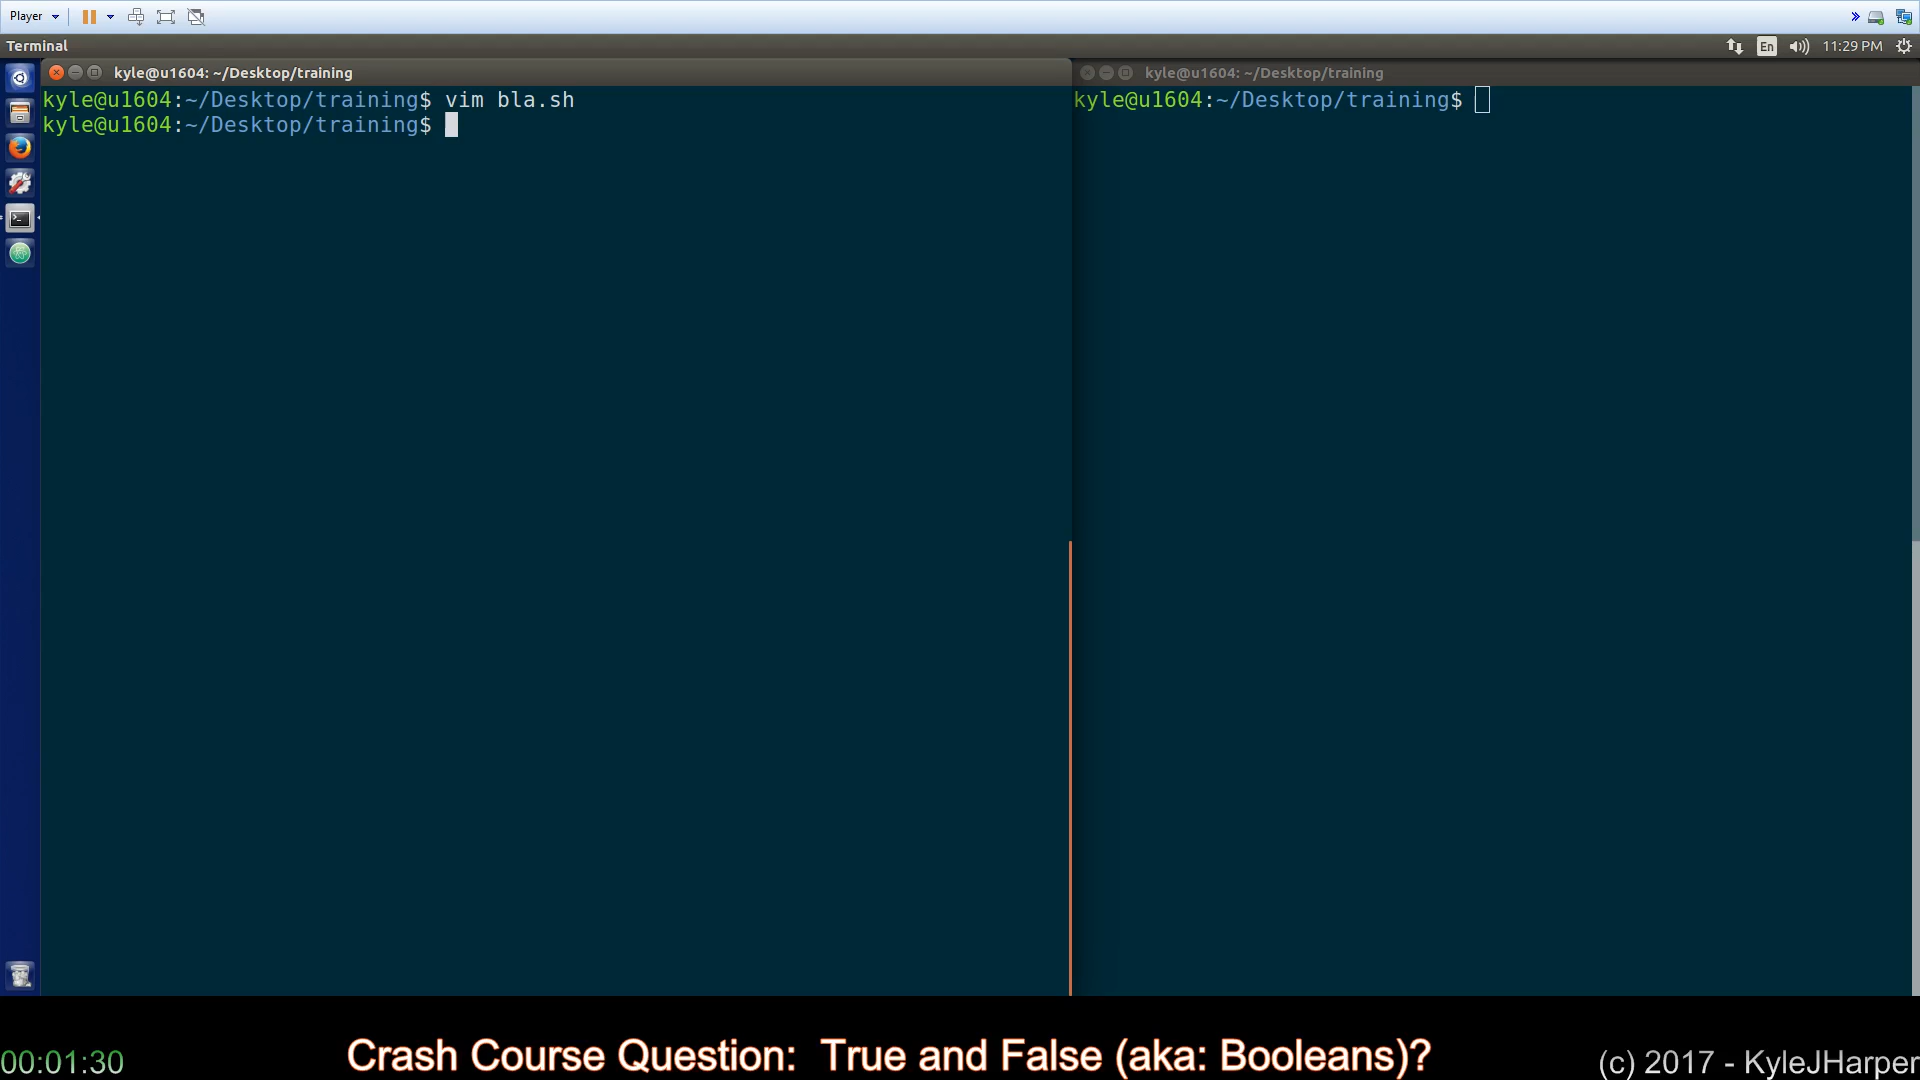 Player
Terminal
En
11:29 PM
kyle@u1604: ~/Desktop/training
kyle@u1604:~/Desktop/training$ vim bla.sh
kyle@u1604:~/Desktop/training$
kyle@u1604: ~/Desktop/training
kyle@u1604:~/Desktop/training$
00:01:30
Crash Course Question:  True and False (aka: Booleans)?
(c) 2017 - KyleJHarper